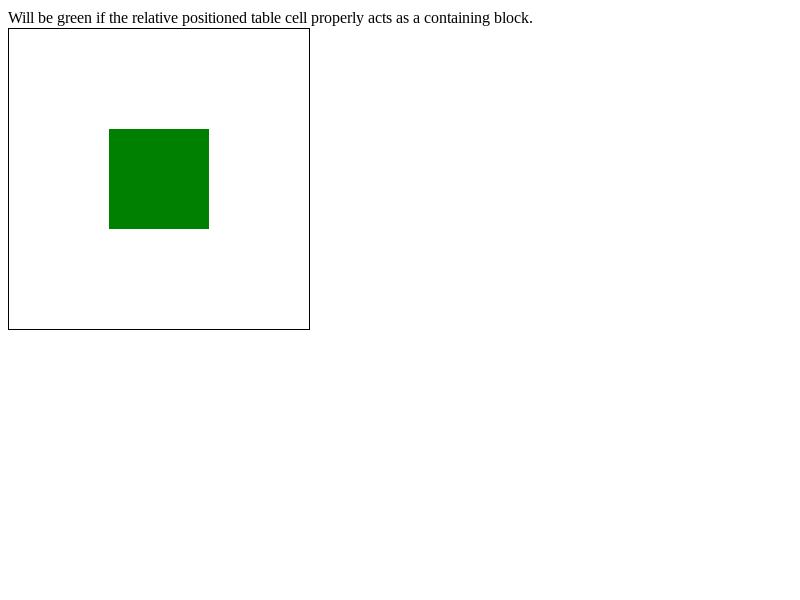 Will be green if the relative positioned table cell properly acts as a containing block.